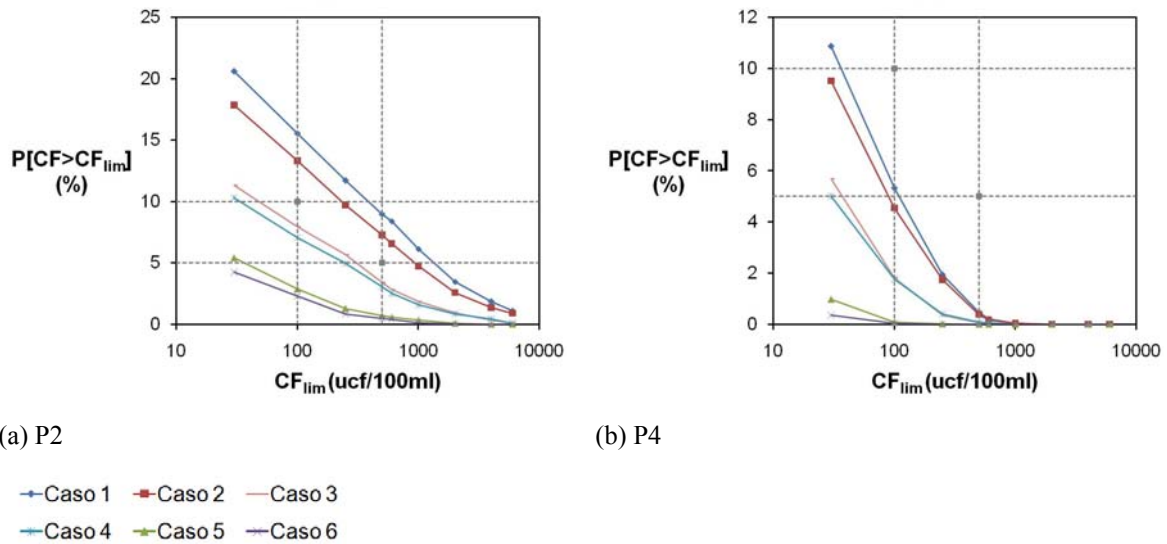 25
20
15
10
5
0
P[CF>CFlim]
(%)
10 100 1000 10000
CFlim (ucf/100ml)
(a) P2
12
10
8
6
4
2
0
P[CF>CFlim]
(%)
10 100 1000 10000
CFlim (ucf/100ml)
(b) P4
Caso 1 Caso 2 Caso 3
Caso 4 Caso 5 Caso 6